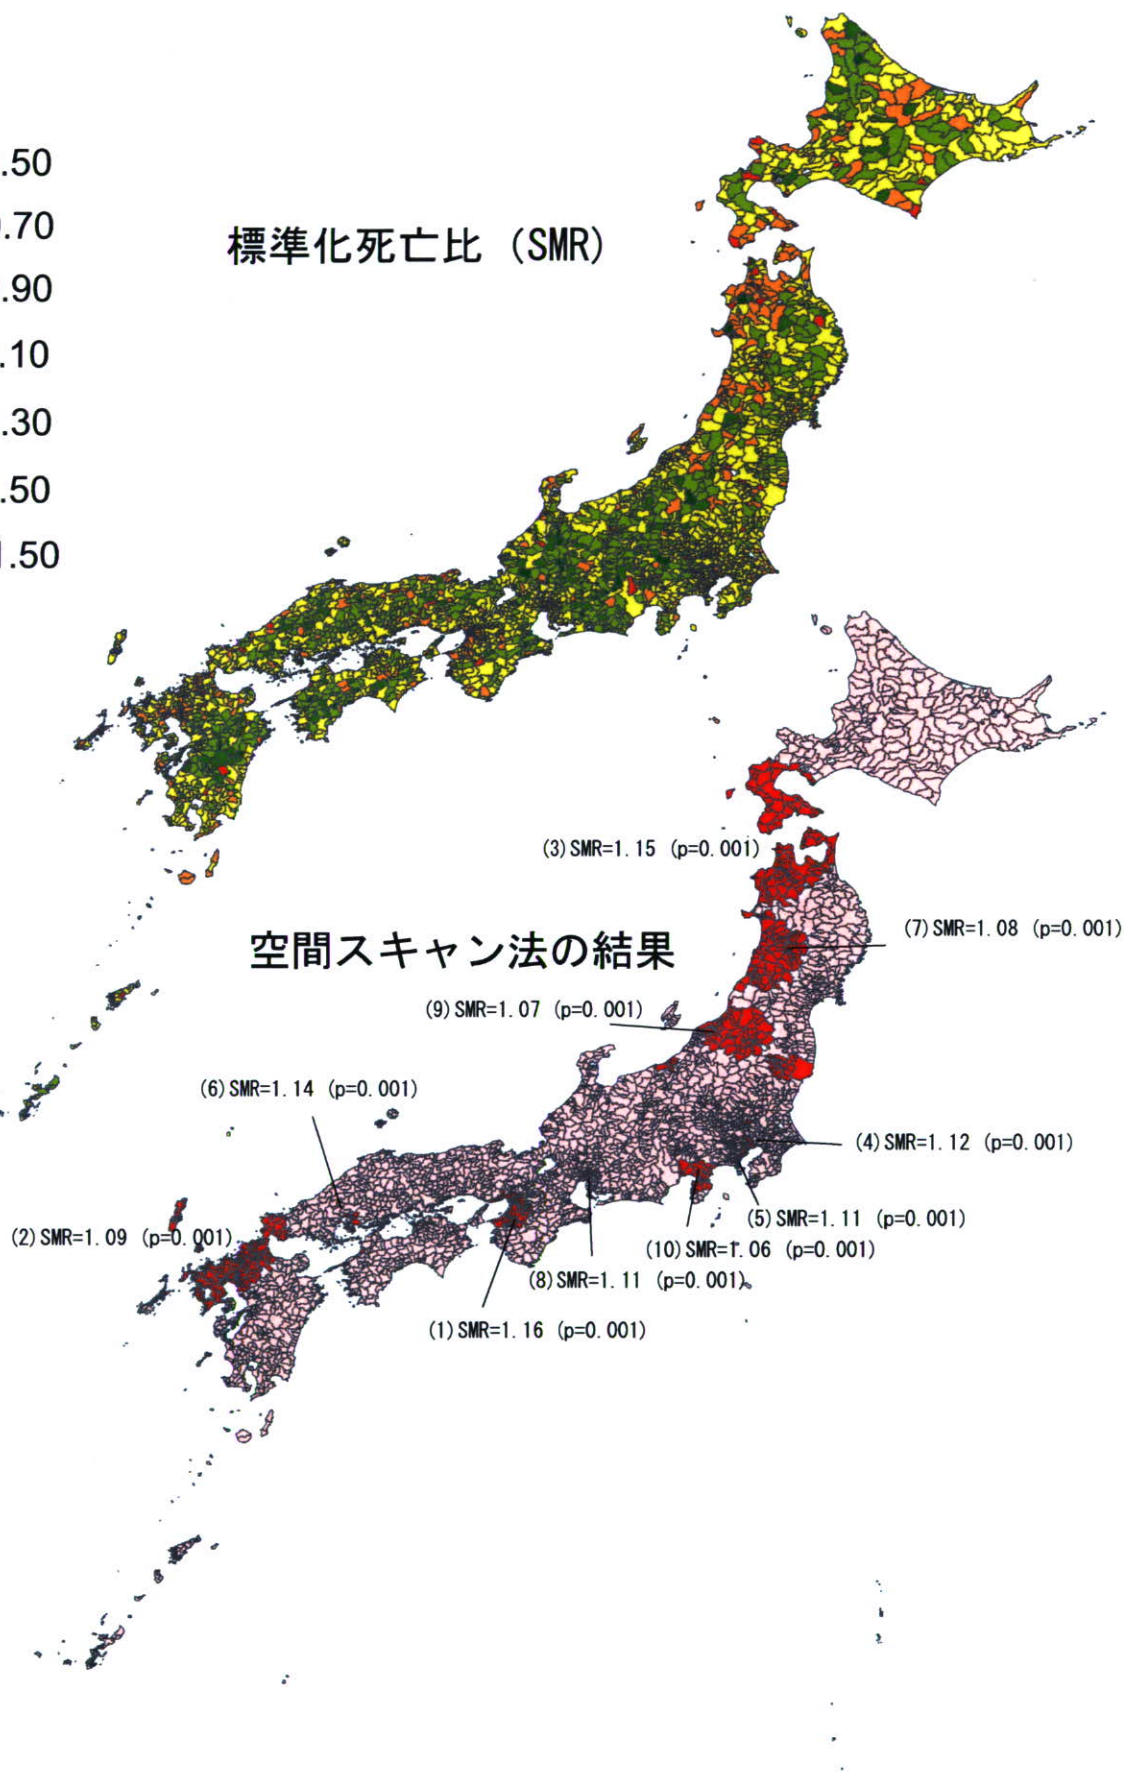 .50
.70
.90
.10
.30
.50
1.50
標準化死亡比 (SMR)
(3)SMR=1.15 (p=0.001)
(7)SMR=1.08 (p=0.001)
空間スキャン法の結果
(9)SMR=1.07 (p=0.001)
(6)SMR=1.14 (p=0.001)
(4)SMR=1.12 (p=0.001)
(5)SMR=1.11 (p=0.001)
(2)SMR=1.09 (p=0.001)
(10)SMR=1.06 (p=0.001)
(8)SMR=1.11 (p=0.001)
(1)SMR=1.16 (p=0.001)